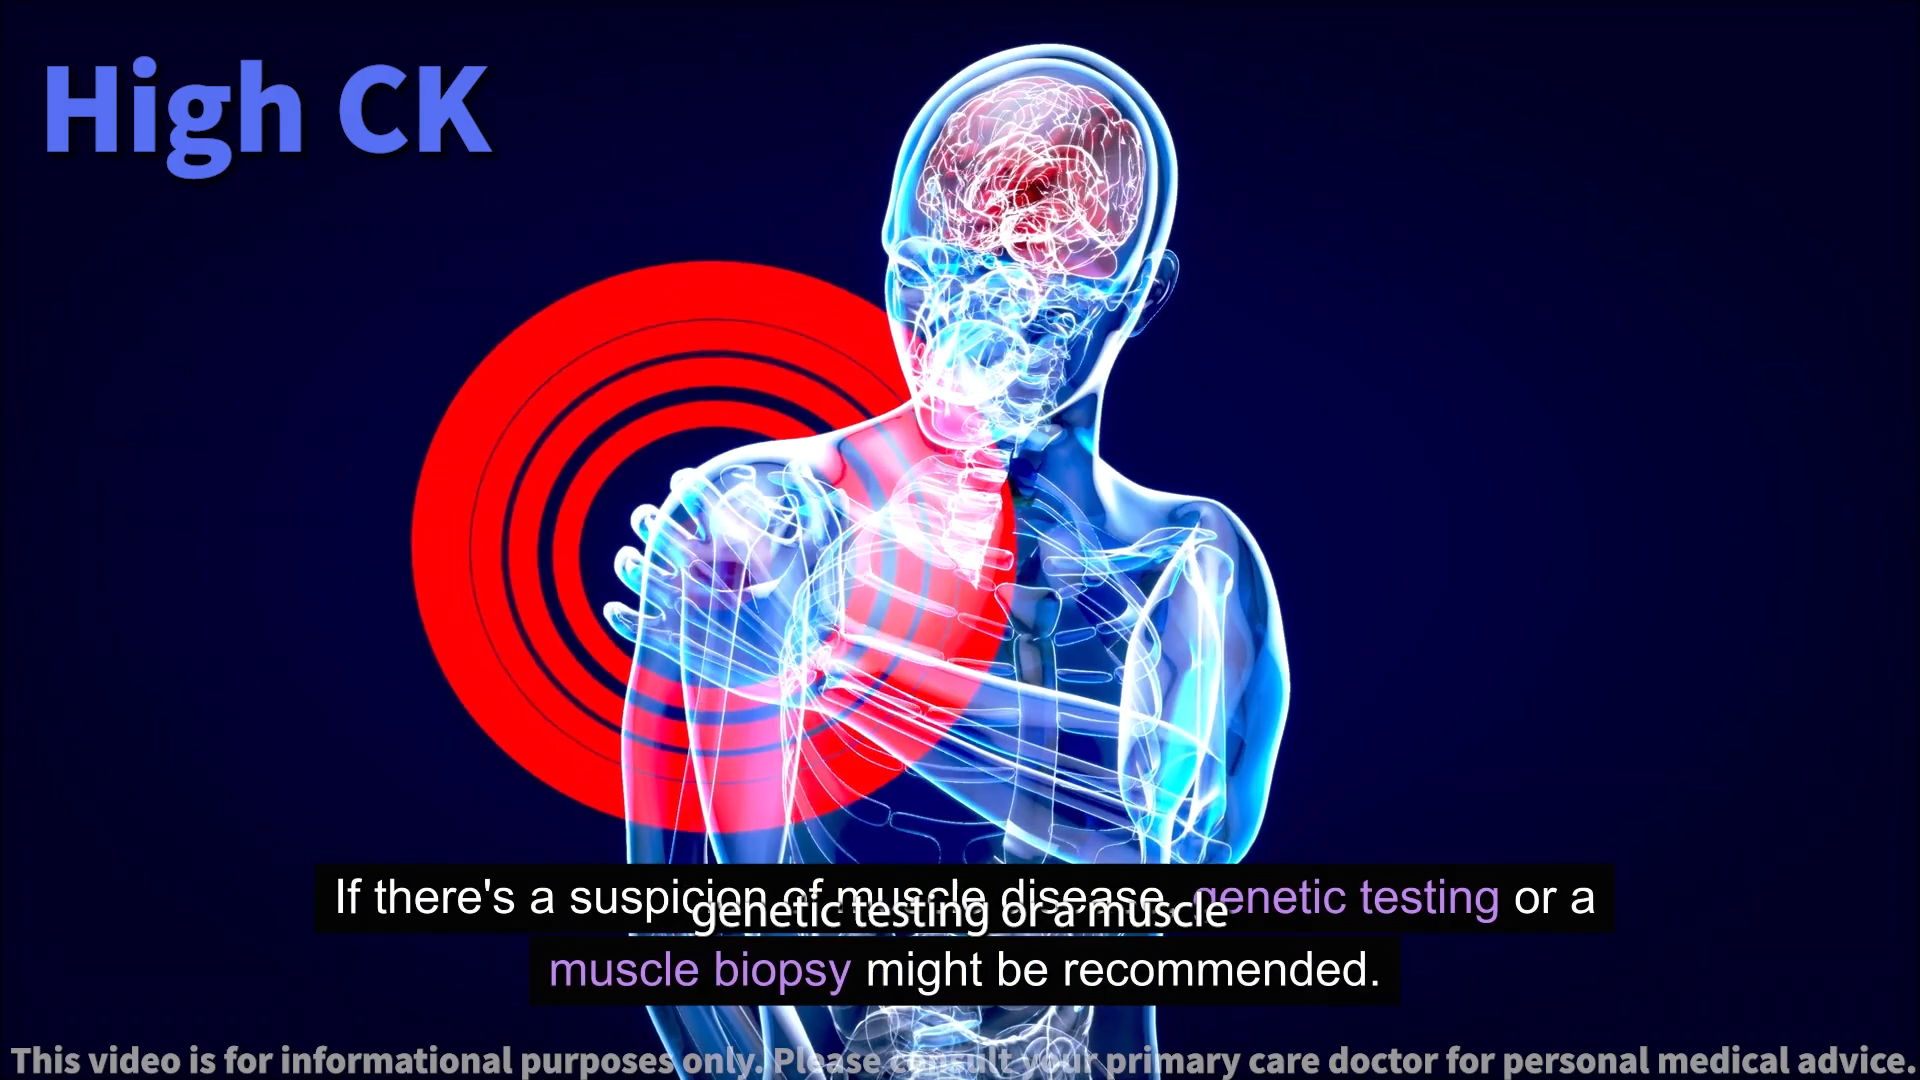 High CK
If there's a suspicion of muscle disease, genetic testing or a
genetic testing or a muscle
muscle biopsy might be recommended.
This video is for informational purposes only. Please consult your primary care doctor for personal medical advice.